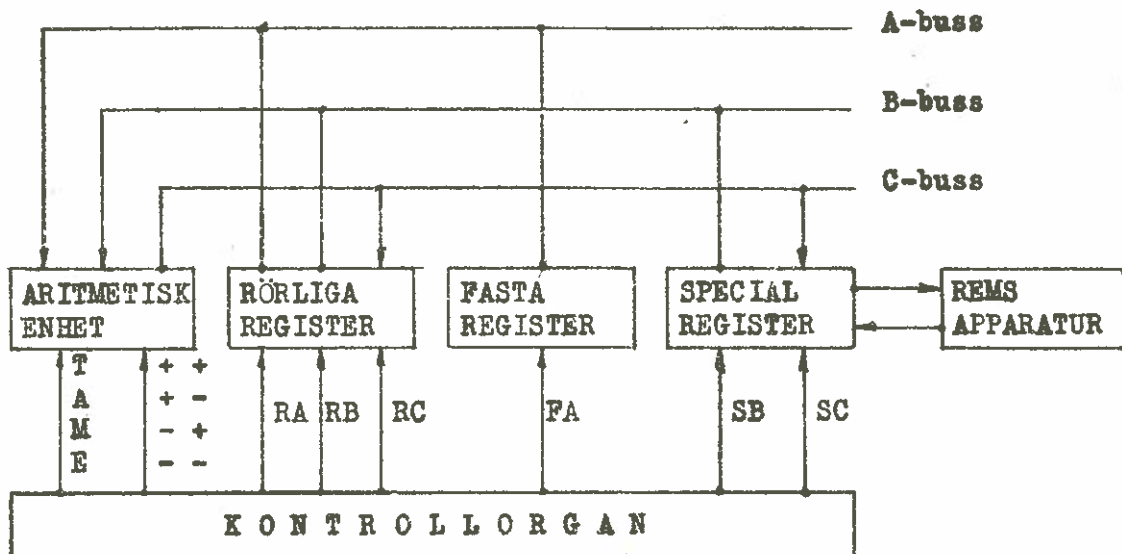 A-buss
B-buss
C-buss
ARITMETISK
ENHET
RÖRLIGA
REGISTER
FASTA
REGISTER
SPECIAL
REGISTER
REMS
APPARATUR
T
A
M
E
+ +
+ -
- +
- -
RA
RB
RC
FA
SB
SC
K O N T R O L L O R G A N